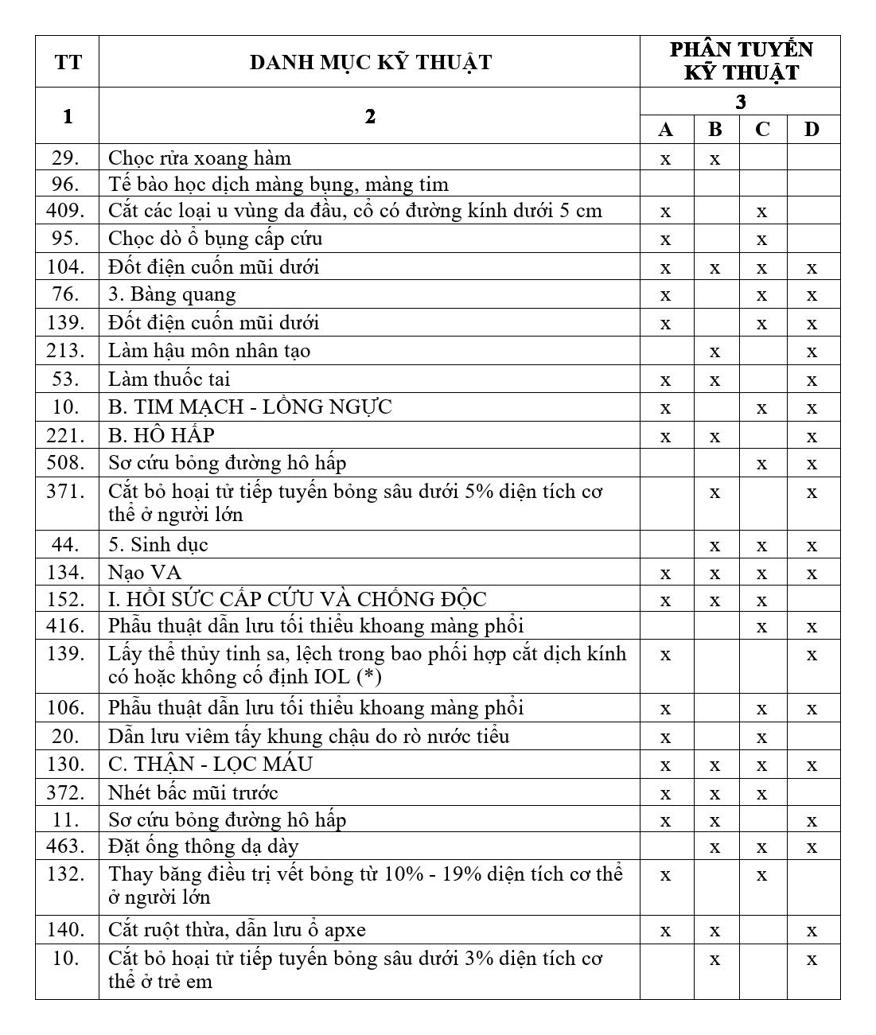 TT DANH MỤC KỸ THUẬT PHÂN TUYẾN
KỸ THUẬT
1 2 3
A B C D
29. Chọc rửa xoang hàm x x
96. Tế bào học dịch màng bụng, màng tim
409. Cắt các loại u vùng da đầu, cổ có đường kính dưới 5 cm x x
95. Chọc dò ổ bụng cấp cứu x x
104. Đốt điện cuốn mũi dưới x x x x
76. 3. Bàng quang x x x
139. Đốt điện cuốn mũi dưới x x x
213. Làm hậu môn nhân tạo x x
53. Làm thuốc tai x x x
10. B. TIM MẠCH - LỒNG NGỰC x x x
221. B. HÔ HẤP x x x
508. Sơ cứu bỏng đường hô hấp x x
371. Cắt bỏ hoại tử tiếp tuyến bỏng sâu dưới 5% diện tích cơ x x
thể ở người lớn
44. 5. Sinh dục x x x
134. Nạo VA x x x x
152. I. HỒI SỨC CẤP CỨU VÀ CHỐNG ĐỘC x x x
416. Phẫu thuật dẫn lưu tối thiểu khoang màng phổi x x
139. Lấy thể thủy tinh sa, lệch trong bao phối hợp cắt dịch kính x x
có hoặc không cố định IOL (*)
106. Phẫu thuật dẫn lưu tối thiểu khoang màng phổi x x x
20. Dẫn lưu viêm tấy khung chậu do rò nước tiểu x x
130. C. THẬN - LỌC MÁU x x x x
372. Nhét bấc mũi trước x x x
11. Sơ cứu bỏng đường hô hấp x x x
463. Đặt ống thông dạ dày x x x
132. Thay băng điều trị vết bỏng từ 10% - 19% diện tích cơ thể x x
ở người lớn
140. Cắt ruột thừa, dẫn lưu ổ apxe x x x
10. Cắt bỏ hoại tử tiếp tuyến bỏng sâu dưới 3% diện tích cơ x x
thể ở trẻ em